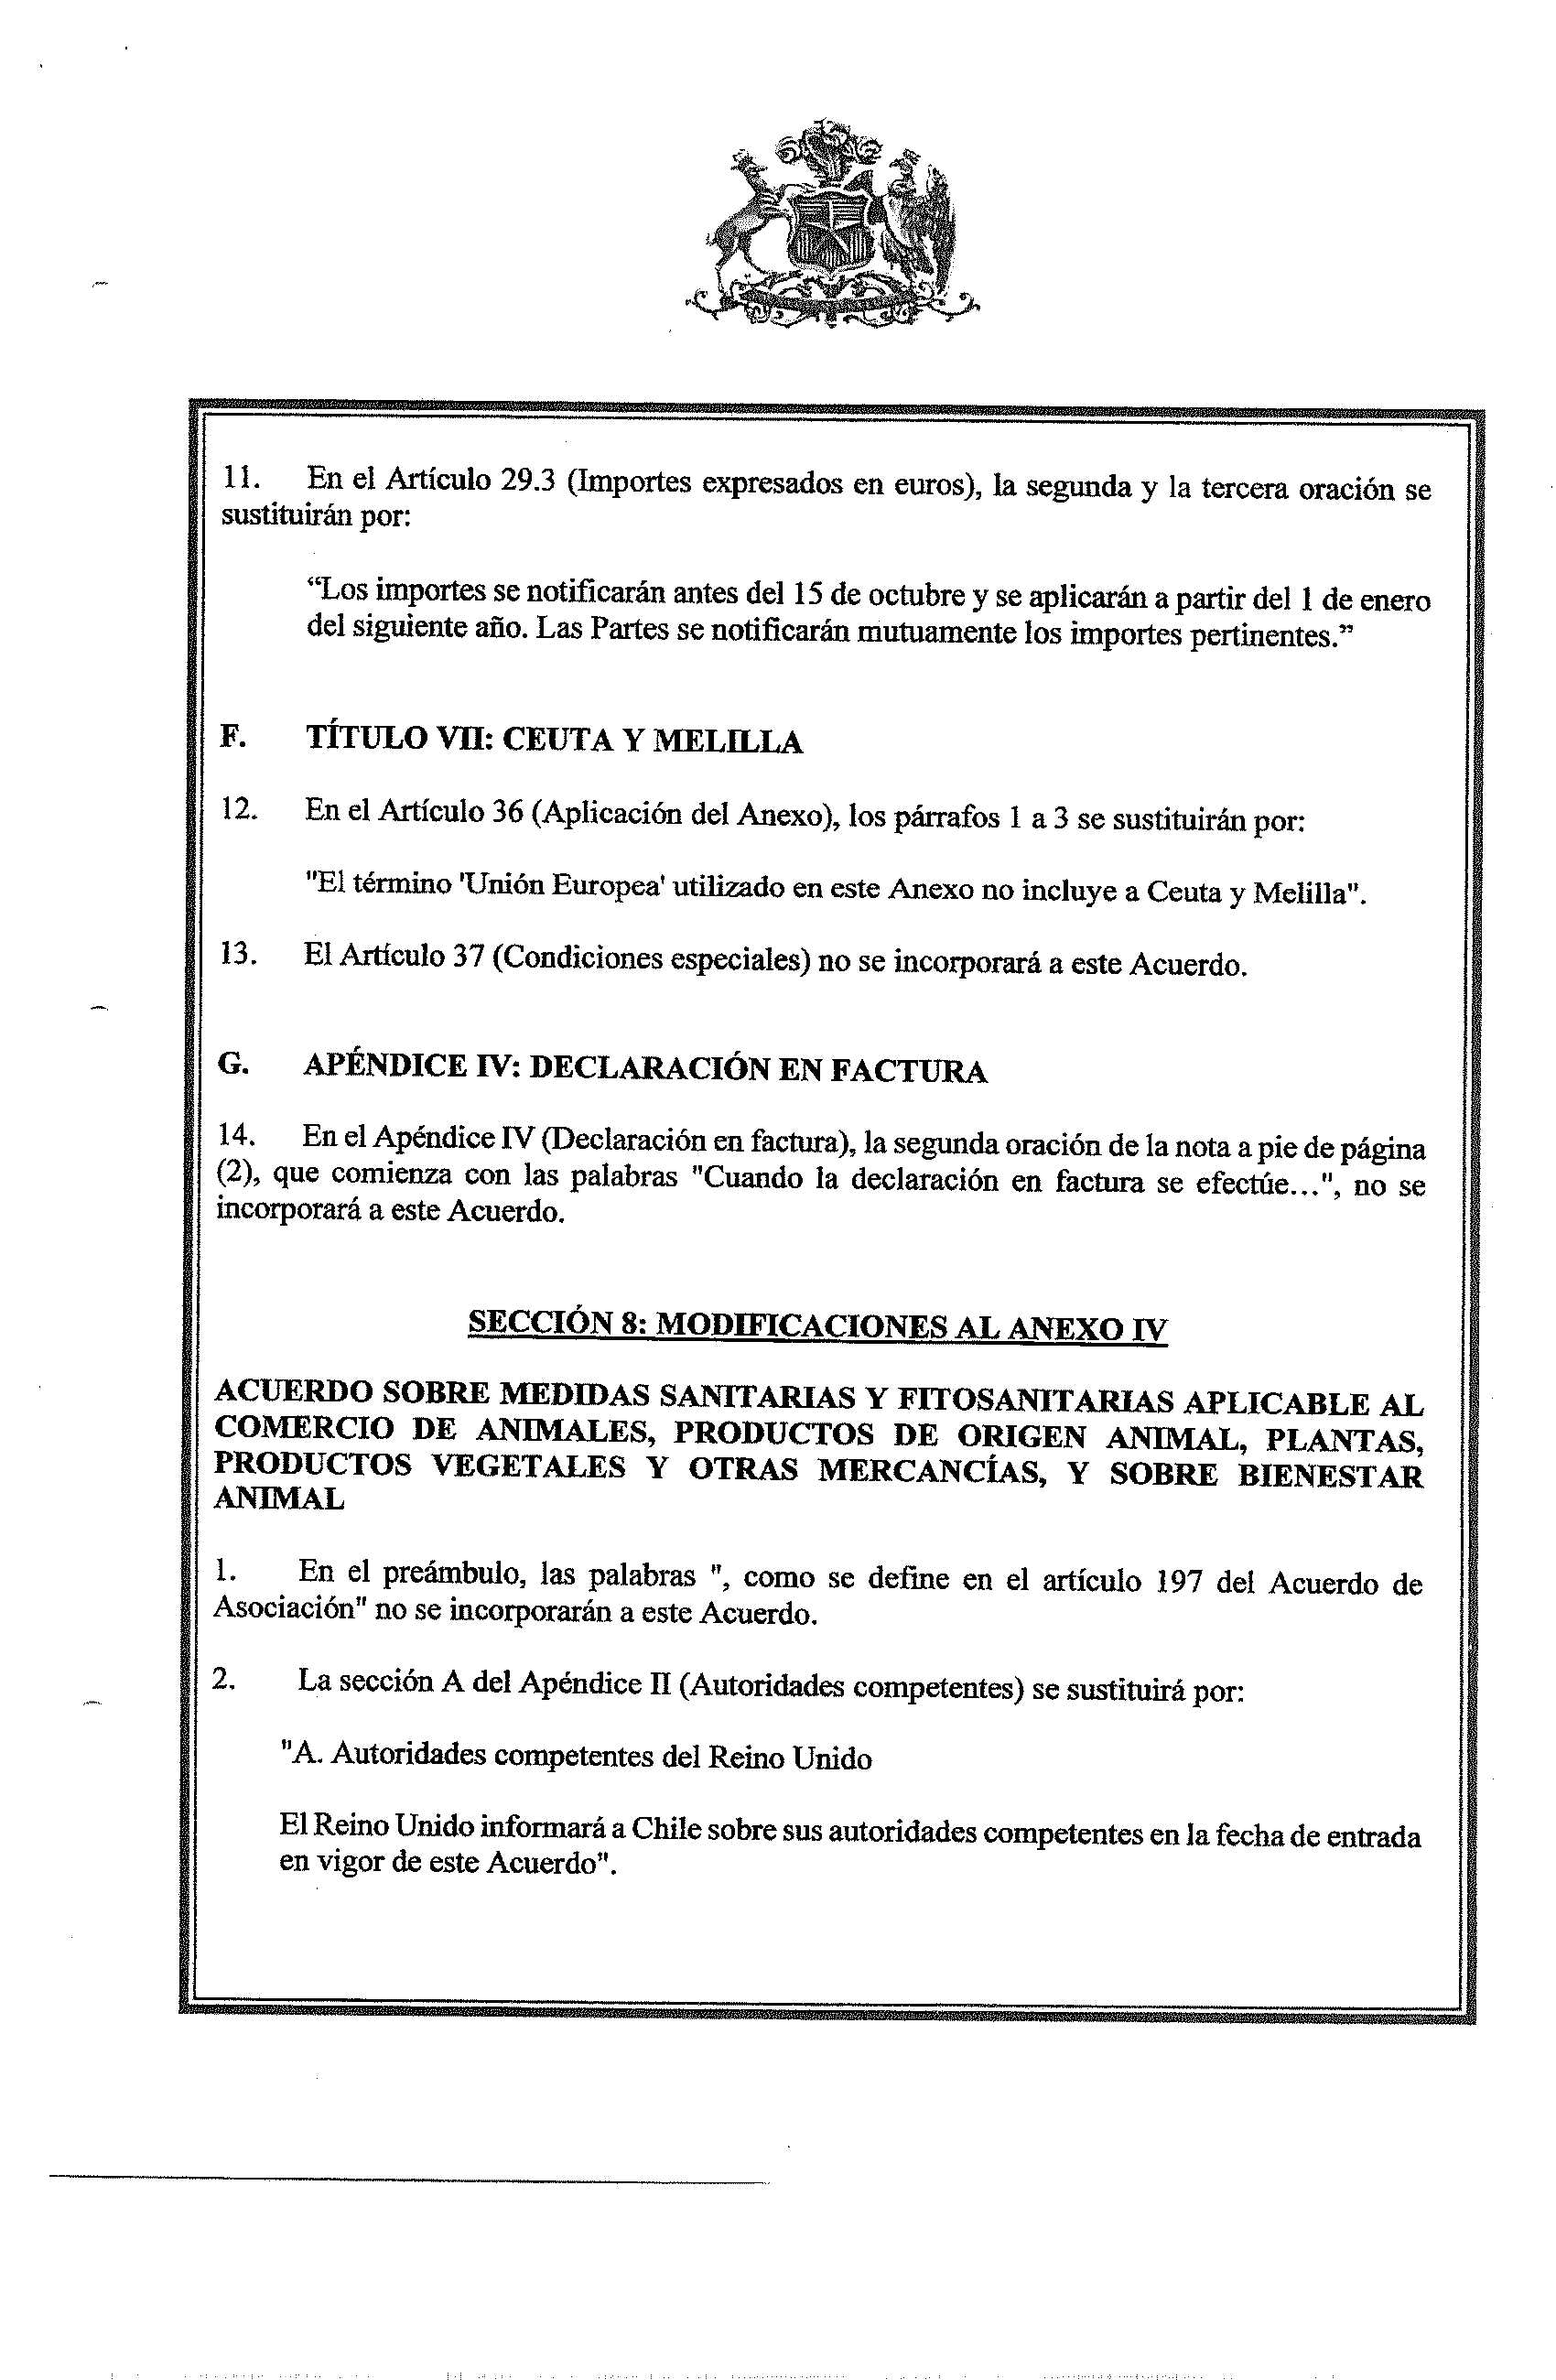 11. En el Artículo 29.3 (Importes expresados en euros), la segunda y la tercera oración se
sustituirán por:
“Los importes se notificarán antes del 15 de octubre y se aplicarán a partir del 1 de enero
del siguiente año. Las Partes se notificarán mutuamente los importes pertinentes.”
F. TÍTULO VII: CEUTA Y MELILLA
12. En el Artículo 36 (Aplicación del Anexo), los párrafos 1 a 3 se sustituirán por:
"El término 'Unión Europea' utilizado en este Anexo no incluye a Ceuta y Melilla".
13. El Artículo 37 (Condiciones especiales) no se incorporará a este Acuerdo.
G. APÉNDICE IV: DECLARACIÓN EN FACTURA
14. En el Apéndice IV (Declaración en factura), la segunda oración de la nota a pie de página
(2), que comienza con las palabras "Cuando la declaración en factura se efectúe...", no se
incorporará a este Acuerdo.
SECCIÓN 8: MODIFICACIONES AL ANEXO IV
ACUERDO SOBRE MEDIDAS SANITARIAS Y FITOSANITARIAS APLICABLE AL
COMERCIO DE ANIMALES, PRODUCTOS DE ORIGEN ANIMAL, PLANTAS,
PRODUCTOS VEGETALES Y OTRAS MERCANCÍAS, Y SOBRE BIENESTAR
ANIMAL
1. En el preámbulo, las palabras ", como se define en el artículo 197 del Acuerdo de
Asociación" no se incorporarán a este Acuerdo.
2. La sección A del Apéndice II (Autoridades competentes) se sustituirá por:
"A. Autoridades competentes del Reino Unido
El Reino Unido informará a Chile sobre sus autoridades competentes en la fecha de entrada
en vigor de este Acuerdo".